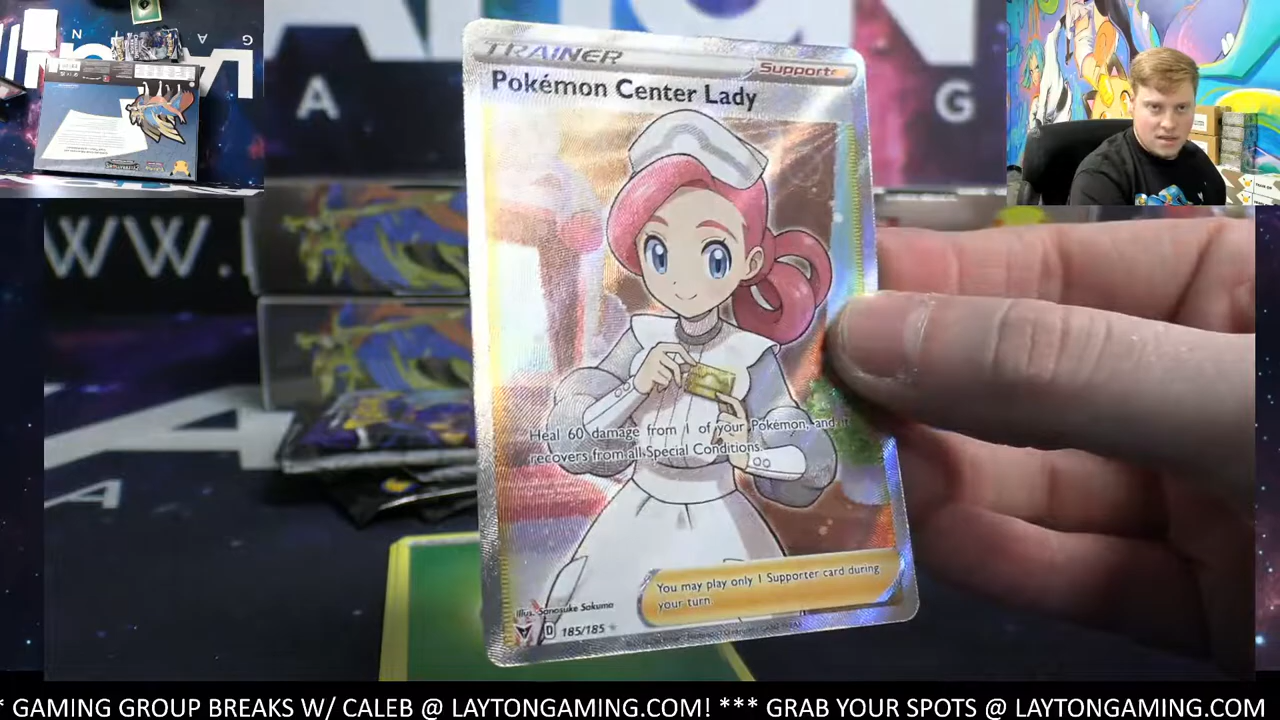 TRAINER
Supporter
Pokémon Center Lady
A
G
WWW.
A
Heal 60 damage from 1 of your Pokémon, and it
recovers from all Special Conditions.
You may play only 1 Supporter card during
your turn.
Illus. Sanosuke Sakuma
D 185/185
* GAMING GROUP BREAKS W/ CALEB @ LAYTONGAMING.COM! *** GRAB YOUR SPOTS @ LAYTONGAMING.COM